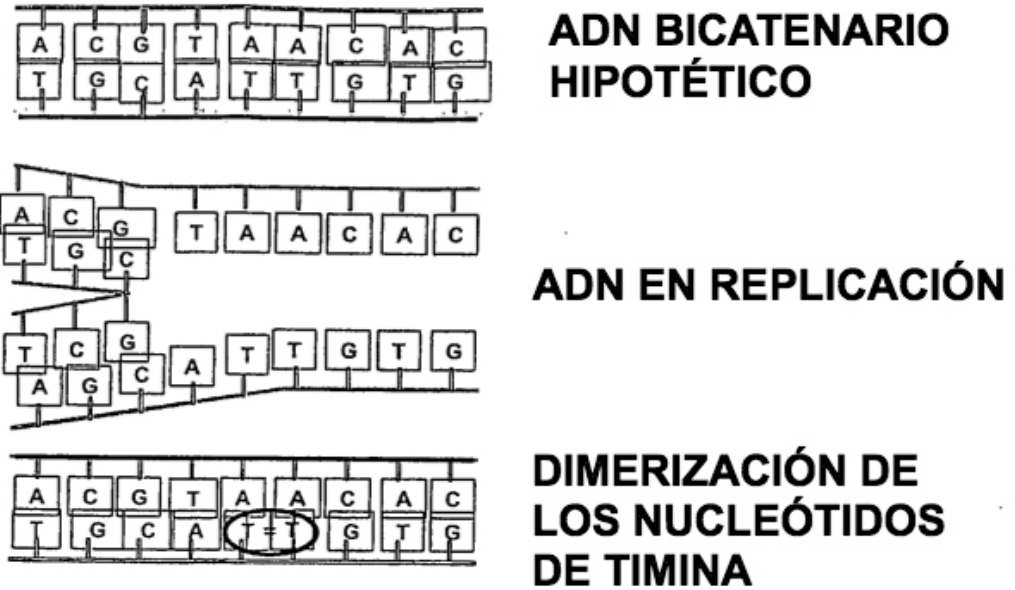 A C G T A A C A C
T G C A T T G T G
ADN BICATENARIO
HIPOTÉTICO
A C G T A A C A C
T G C
T C G A T T G T G
A G C
ADN EN REPLICACIÓN
A C G T A A C A C
T G C A T = T G T G
DIMERIZACIÓN DE
LOS NUCLEÓTIDOS
DE TIMINA